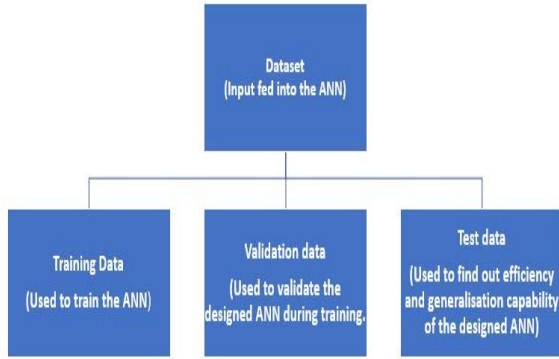 Dataset
(Input fed into the ANN)
Training Data
(Used to train the ANN)
Validation data
(Used to validate the
designed ANN during training.
Test data
(Used to find out efficiency
and generalisation capability
of the designed ANN)